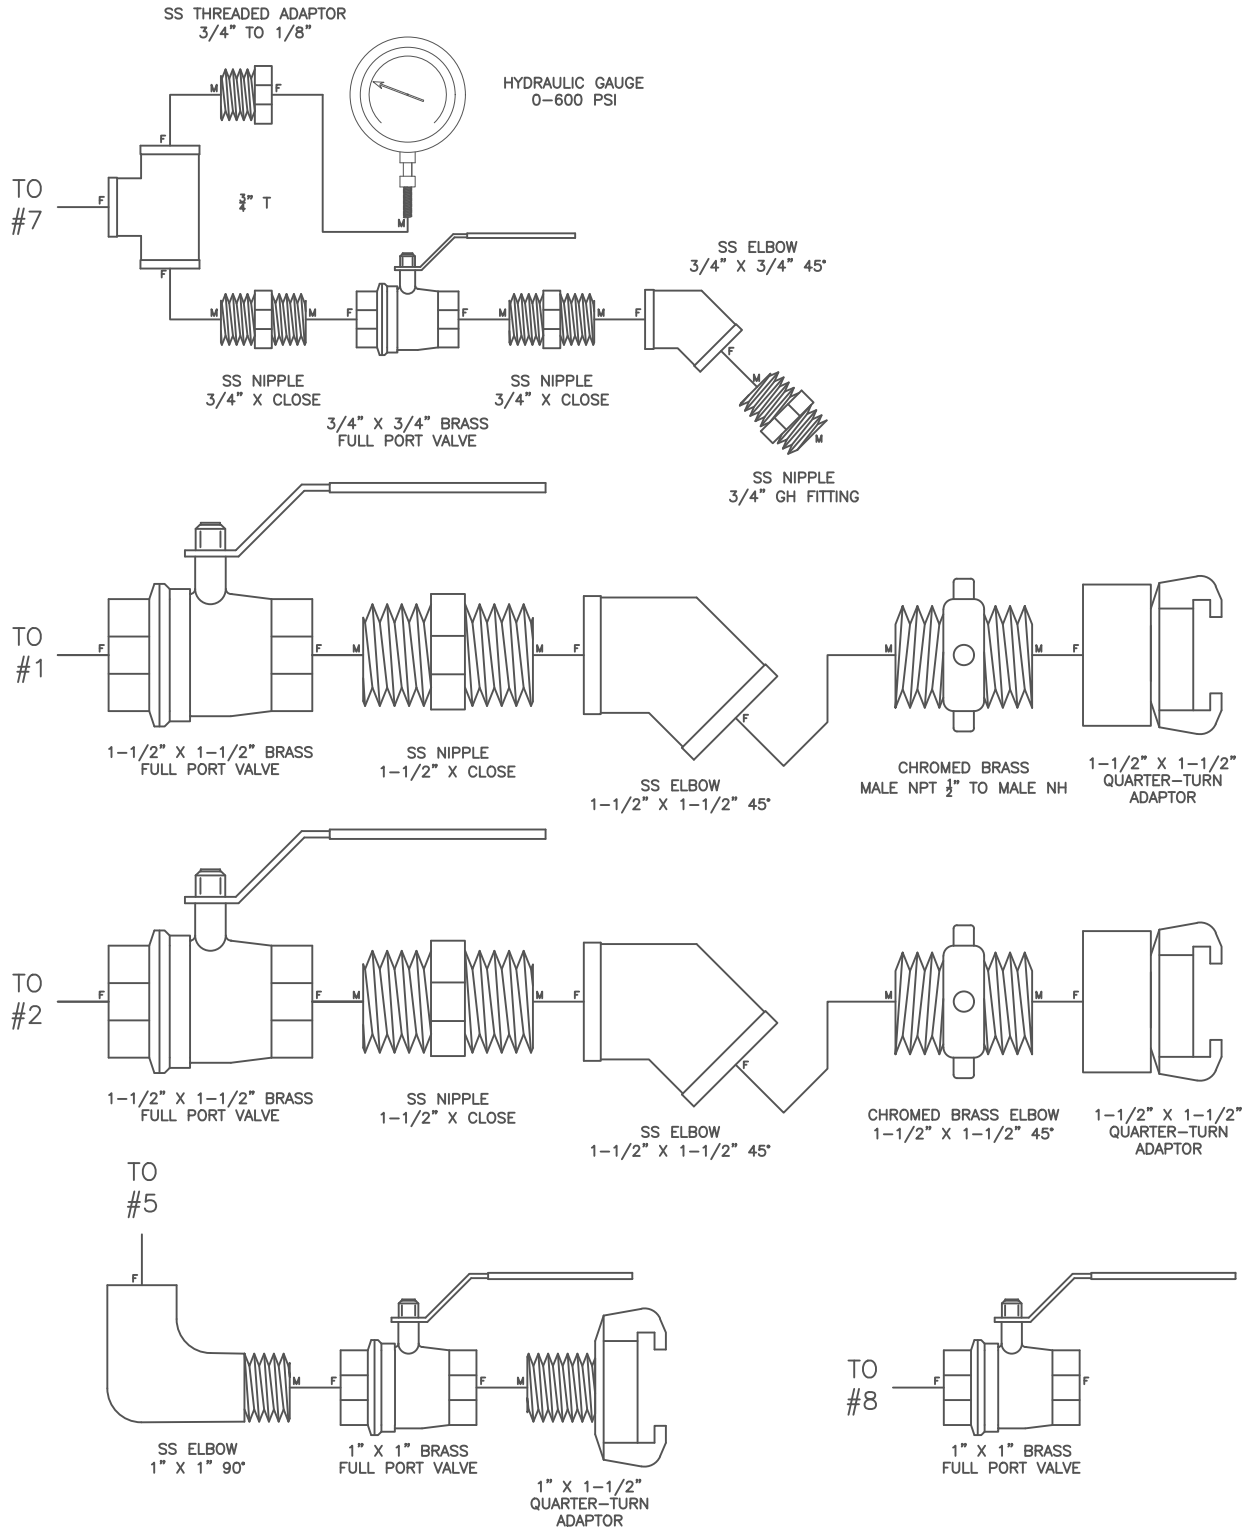 SS THREADED ADAPTOR
3/4" TO 1/8"
HYDRAULIC GAUGE
0-600 PSI
M
F
F
TO
#7
F
3/4" T
M
F
SS ELBOW
3/4" X 3/4" 45°
M
M
F
F
M
M
F
F
M
M
SS NIPPLE
3/4" X CLOSE
SS NIPPLE
3/4" X CLOSE
3/4" X 3/4" BRASS
FULL PORT VALVE
SS NIPPLE
3/4" GH FITTING
TO
#1
F
F
M
M
F
F
M
M
F
1-1/2" X 1-1/2" BRASS
FULL PORT VALVE
SS NIPPLE
1-1/2" X CLOSE
SS ELBOW
1-1/2" X 1-1/2" 45°
CHROMED BRASS
MALE NPT 1/2" TO MALE NH
1-1/2" X 1-1/2"
QUARTER-TURN
ADAPTOR
TO
#2
F
F
M
M
F
F
M
M
F
1-1/2" X 1-1/2" BRASS
FULL PORT VALVE
SS NIPPLE
1-1/2" X CLOSE
SS ELBOW
1-1/2" X 1-1/2" 45°
CHROMED BRASS ELBOW
1-1/2" X 1-1/2" 45°
1-1/2" X 1-1/2"
QUARTER-TURN
ADAPTOR
TO
#5
F
M
F
F
M
SS ELBOW
1" X 1" 90°
1" X 1" BRASS
FULL PORT VALVE
1" X 1-1/2"
QUARTER-TURN
ADAPTOR
TO
#8
F
F
1" X 1" BRASS
FULL PORT VALVE